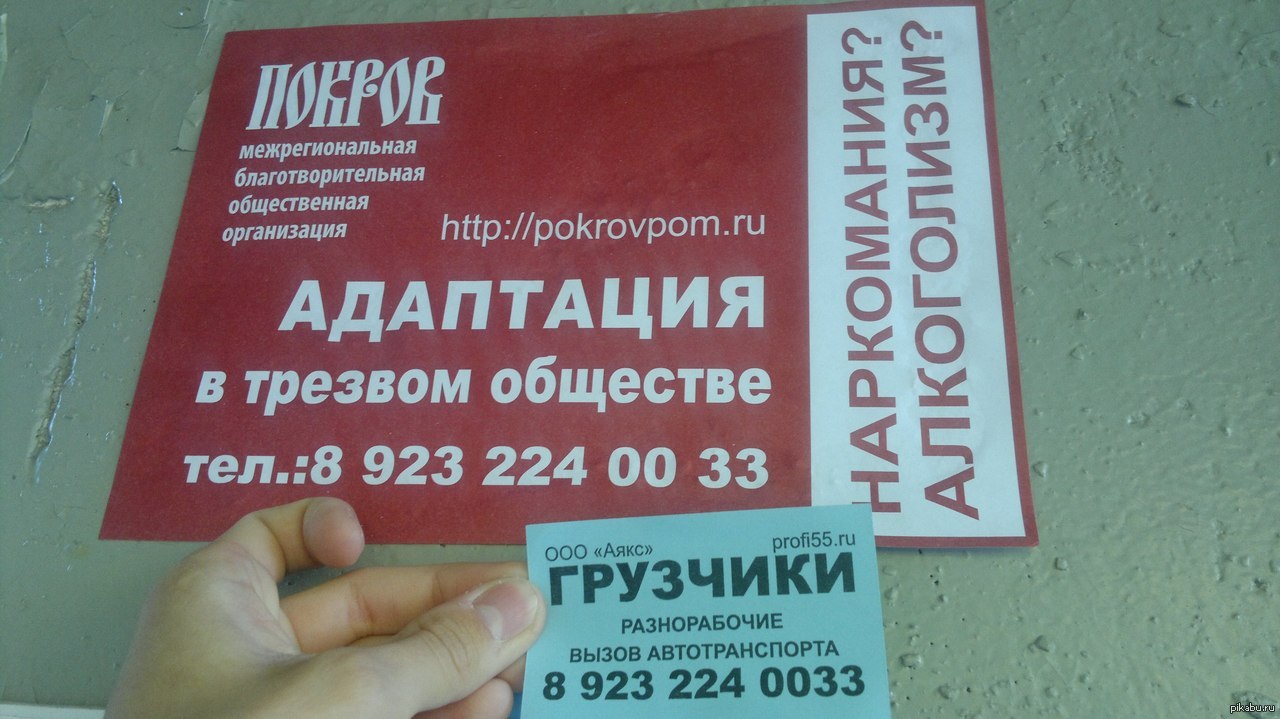 ПОКРОВ
межрегиональная
благотворительная
общественная
организация
http://pokrovpom.ru
АДАПТАЦИЯ
в трезвом обществе
тел.:8 923 224 00 33
НАРКОМАНИЯ?
АЛКОГОЛИЗМ?
ООО «Аякс»
profi55.ru
ГРУЗЧИКИ
РАЗНОРАБОЧИЕ
ВЫЗОВ АВТОТРАНСПОРТА
8 923 224 0033
pikabu.ru